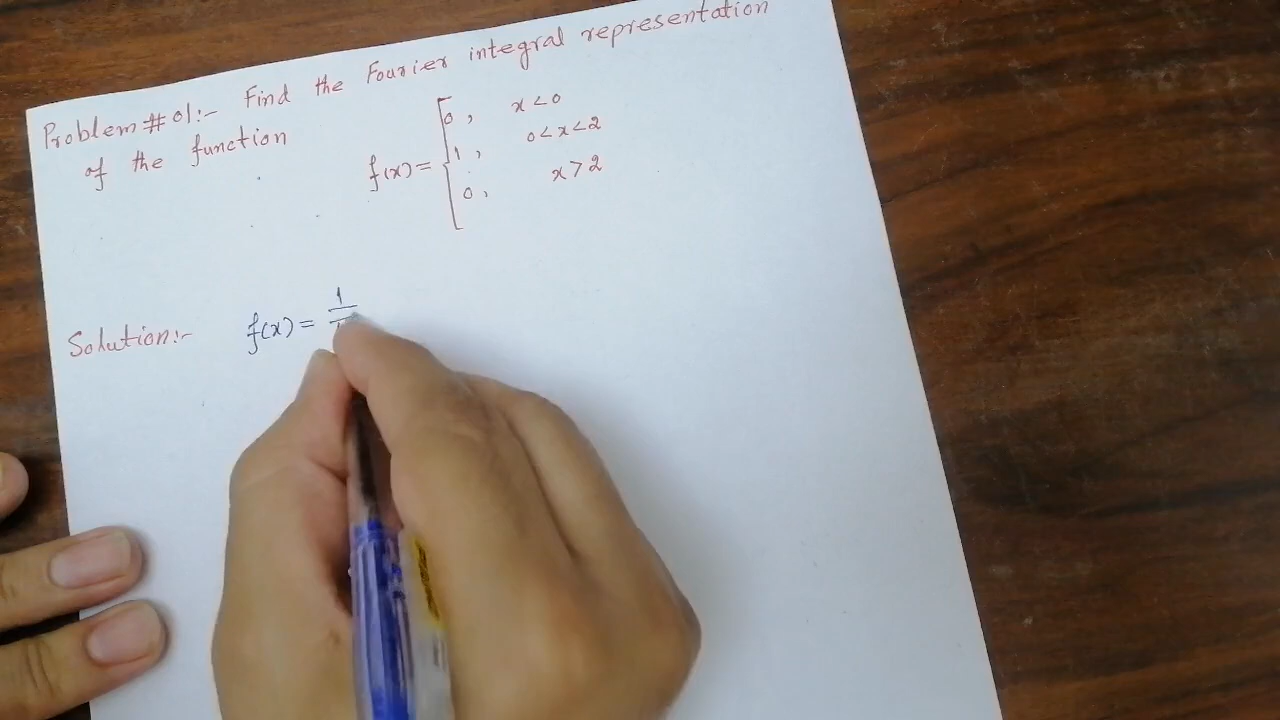 Problem#01:- Find the Fourier integral representation
of the function
f(x)= [0, x<0
1, 0<x<2
0, x>2
Solution:- f(x)= 1/